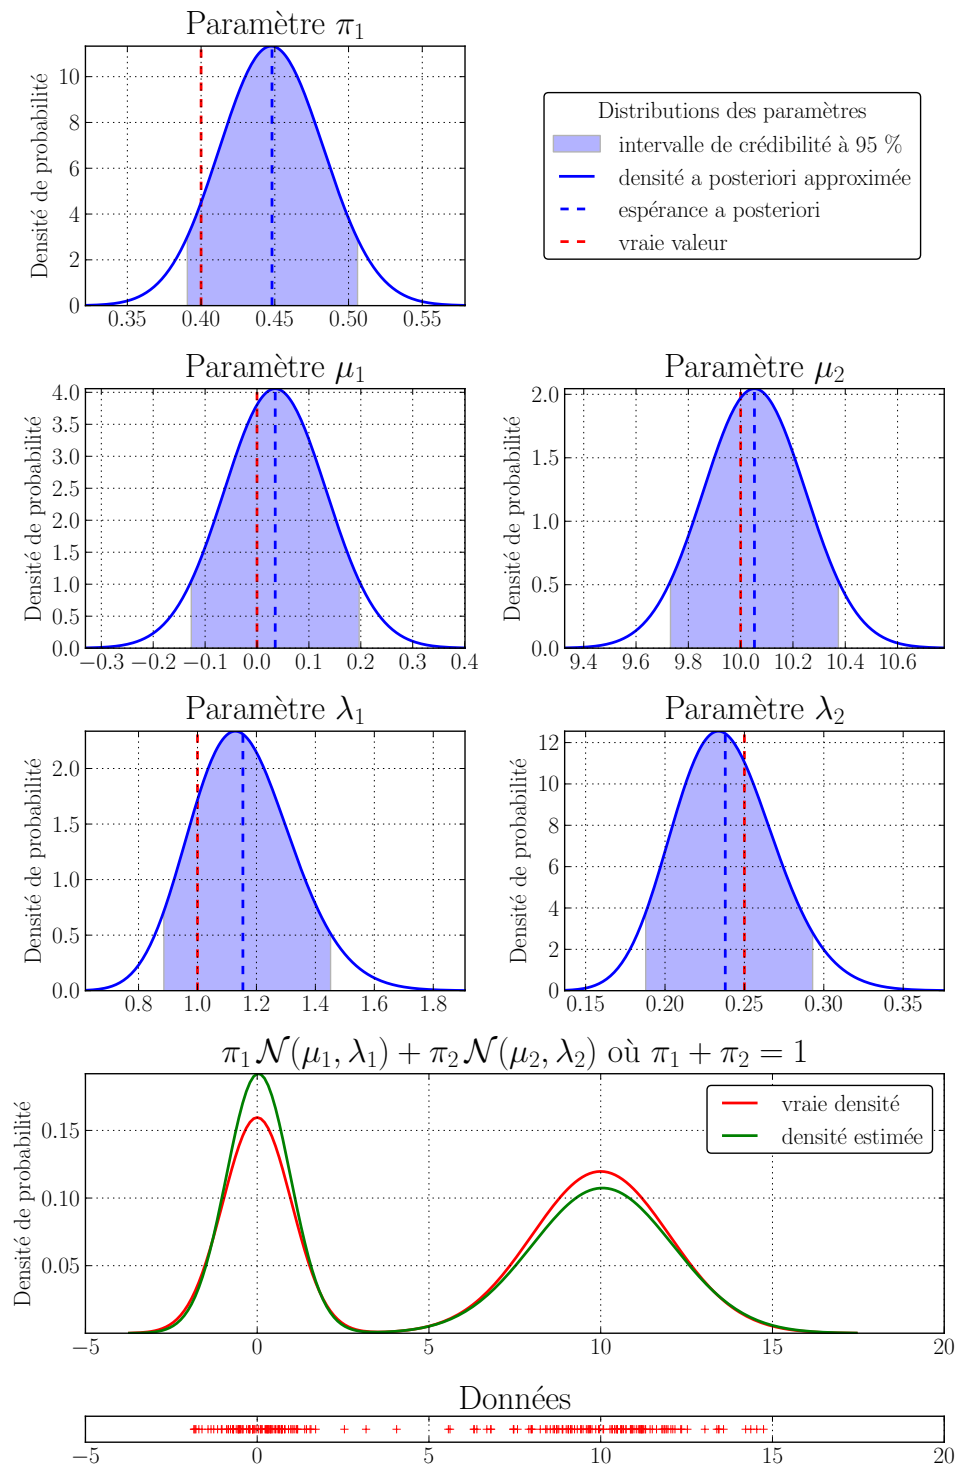 Paramètre π₁
Densité de probabilité
10
8
6
4
2
0
0.35 0.40 0.45 0.50 0.55
Distributions des paramètres
intervalle de crédibilité à 95 %
densité a posteriori approximée
espérance a posteriori
vraie valeur
Paramètre μ₁
Densité de probabilité
4.0
3.5
3.0
2.5
2.0
1.5
1.0
0.5
0.0
−0.3 −0.2 −0.1 0.0 0.1 0.2 0.3 0.4
Paramètre μ₂
Densité de probabilité
2.0
1.5
1.0
0.5
0.0
9.4 9.6 9.8 10.0 10.2 10.4 10.6
Paramètre λ₁
Densité de probabilité
2.0
1.5
1.0
0.5
0.0
0.8 1.0 1.2 1.4 1.6 1.8
Paramètre λ₂
Densité de probabilité
12
10
8
6
4
2
0
0.15 0.20 0.25 0.30 0.35
π₁𝒩(μ₁, λ₁) + π₂𝒩(μ₂, λ₂) où π₁ + π₂ = 1
Densité de probabilité
0.15
0.10
0.05
−5 0 5 10 15 20
vraie densité
densité estimée
Données
−5 0 5 10 15 20